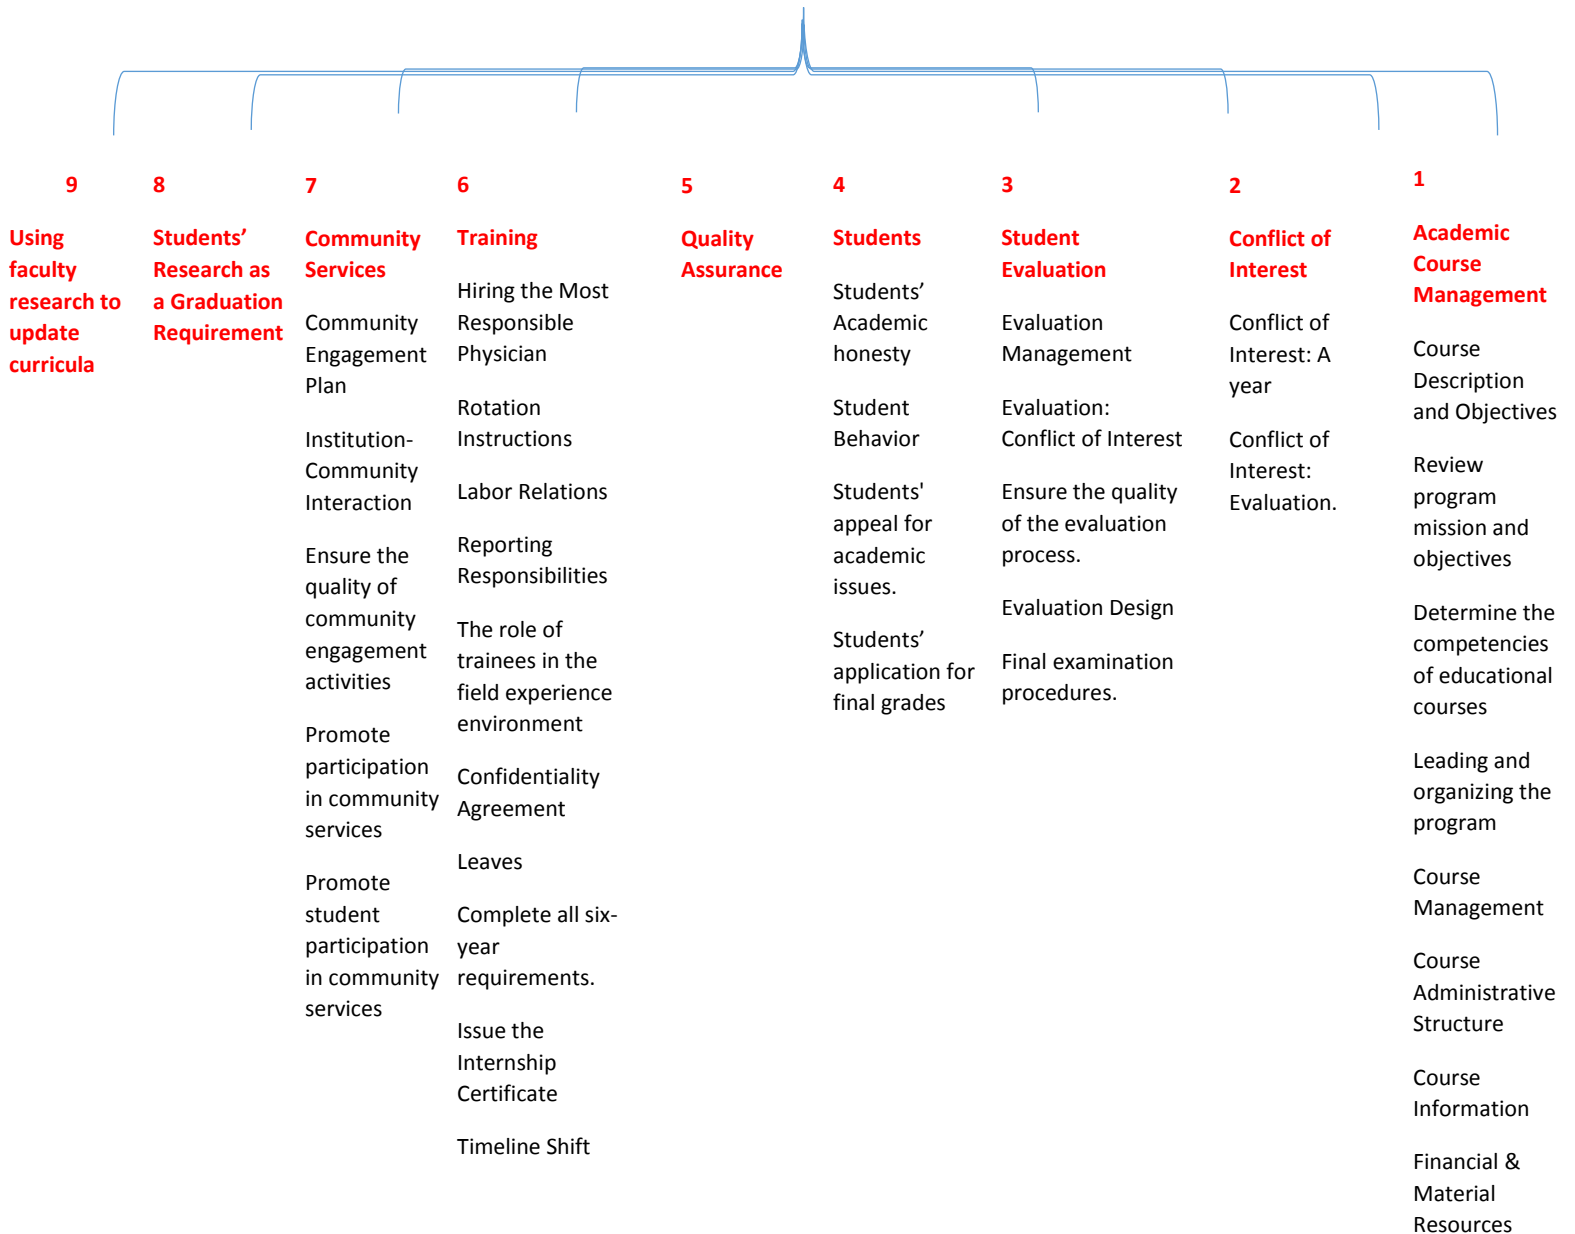 9
Using
faculty
research to
update
curricula
8
Students’
Research as
a Graduation
Requirement
7
Community
Services
Community
Engagement
Plan
Institution-
Community
Interaction
Ensure the
quality of
community
engagement
activities
Promote
participation
in community
services
Promote
student
participation
in community
services
6
Training
Hiring the Most
Responsible
Physician
Rotation
Instructions
Labor Relations
Reporting
Responsibilities
The role of
trainees in the
field experience
environment
Confidentiality
Agreement
Leaves
Complete all six-
year
requirements.
Issue the
Internship
Certificate
Timeline Shift
5
Quality
Assurance
4
Students
Students’
Academic
honesty
Student
Behavior
Students'
appeal for
academic
issues.
Students’
application for
final grades
3
Student
Evaluation
Evaluation
Management
Evaluation:
Conflict of Interest
Ensure the quality
of the evaluation
process.
Evaluation Design
Final examination
procedures.
2
Conflict of
Interest
Conflict of
Interest: A
year
Conflict of
Interest:
Evaluation.
1
Academic
Course
Management
Course
Description
and Objectives
Review
program
mission and
objectives
Determine the
competencies
of educational
courses
Leading and
organizing the
program
Course
Management
Course
Administrative
Structure
Course
Information
Financial &
Material
Resources